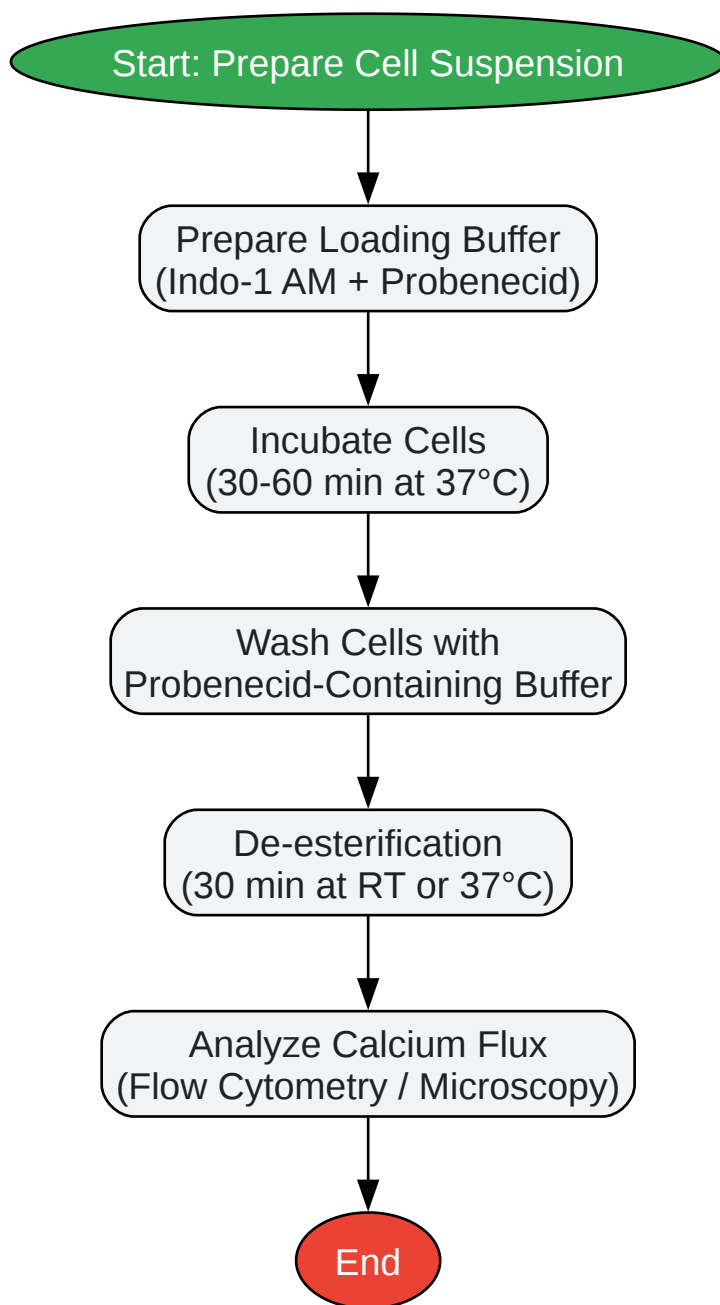 Start: Prepare Cell Suspension
Prepare Loading Buffer
(Indo-1 AM + Probenecid)
Incubate Cells
(30-60 min at 37°C)
Wash Cells with
Probenecid-Containing Buffer
De-esterification
(30 min at RT or 37°C)
Analyze Calcium Flux
(Flow Cytometry / Microscopy)
End